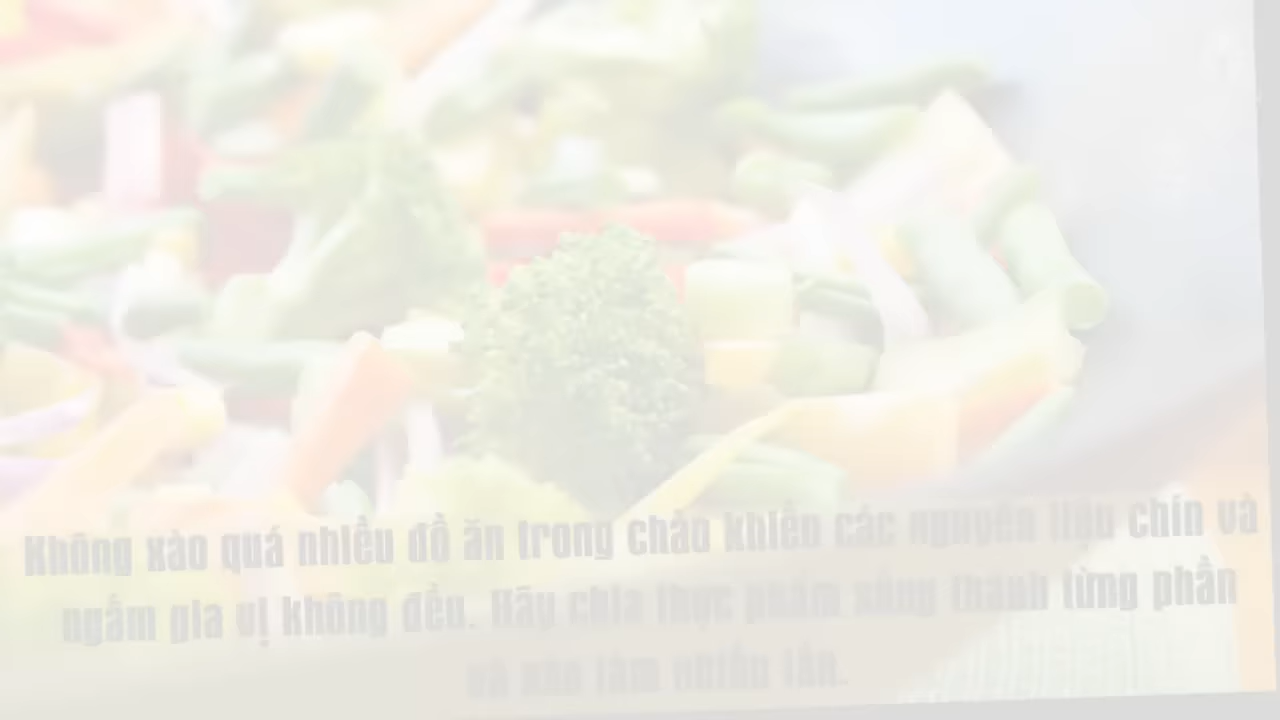 Không xào quá nhiều đồ ăn trong chảo khiến các nguyên liệu chín và
ngấm gia vị không đều. Hãy chia thực phẩm xuống thành từng phần
và xào làm nhiều lần.